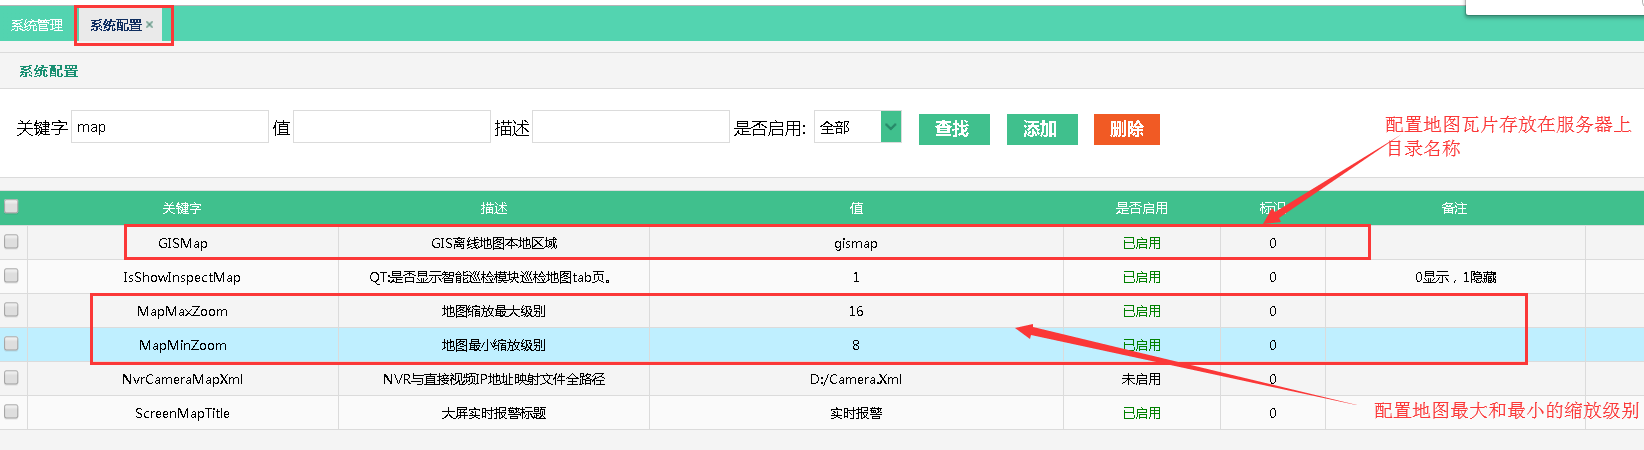 系统管理 系统配置 ×
系统配置
关键字 map 值 描述 是否启用: 全部 查找 添加 删除
配置地图瓦片存放在服务器上
目录名称
关键字 描述 值 是否启用 标识 备注
GISMap GIS离线地图本地区域 gismap 已启用 0
IsShowInspectMap QT:是否显示智能巡检模块巡检地图tab页。 1 已启用 0 0显示，1隐藏
MapMaxZoom 地图缩放最大级别 16 已启用 0
MapMinZoom 地图最小缩放级别 8 已启用 0
NvrCameraMapXml NVR与直接视频IP地址映射文件全路径 D:/Camera.Xml 未启用 0
ScreenMapTitle 大屏实时报警标题 实时报警 已启用 0
配置地图最大和最小的缩放级别